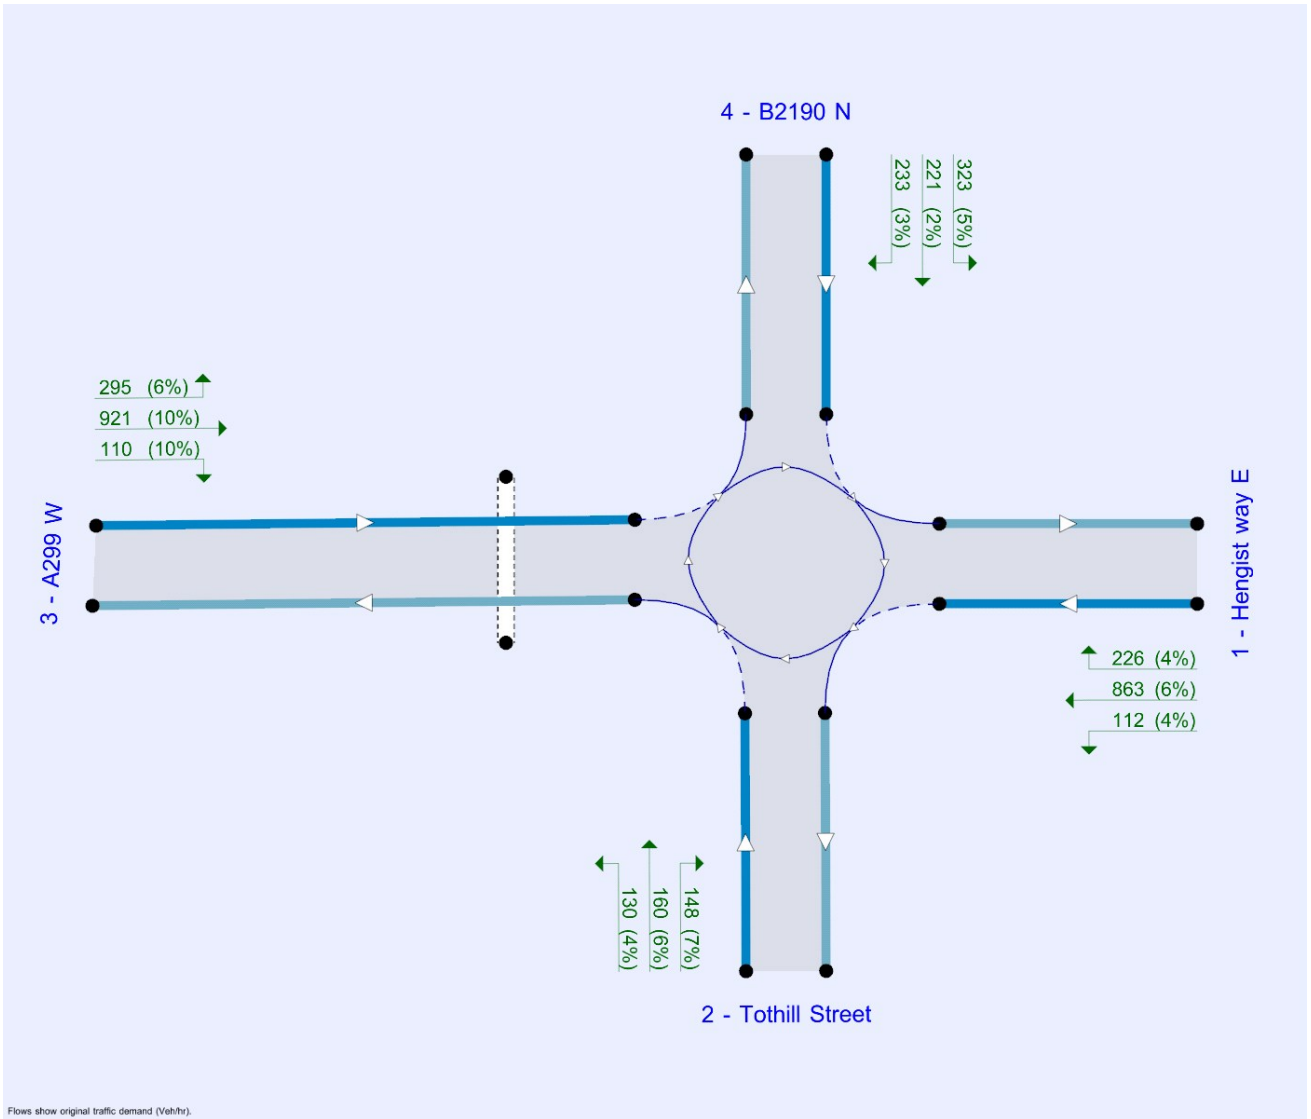 4 - B2190 N
233 (3%)
221 (2%)
323 (5%)
295 (6%)
921 (10%)
110 (10%)
3 - A299 W
1 - Hengist way E
226 (4%)
863 (6%)
112 (4%)
130 (4%)
160 (6%)
148 (7%)
2 - Tothill Street
Flows show original traffic demand (Veh/hr).